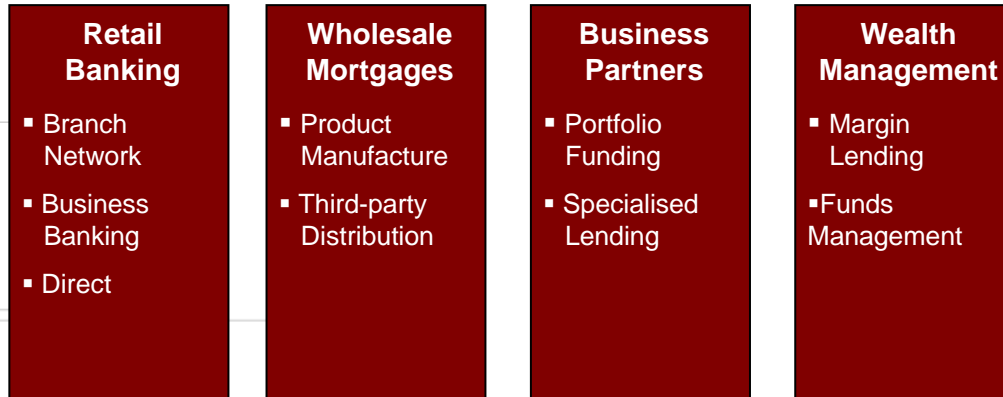 Retail
Banking
▪ Branch
Network
▪ Business
Banking
▪ Direct
Wholesale
Mortgages
▪ Product
Manufacture
▪ Third-party
Distribution
Business
Partners
▪ Portfolio
Funding
▪ Specialised
Lending
Wealth
Management
▪ Margin
Lending
▪Funds
Management